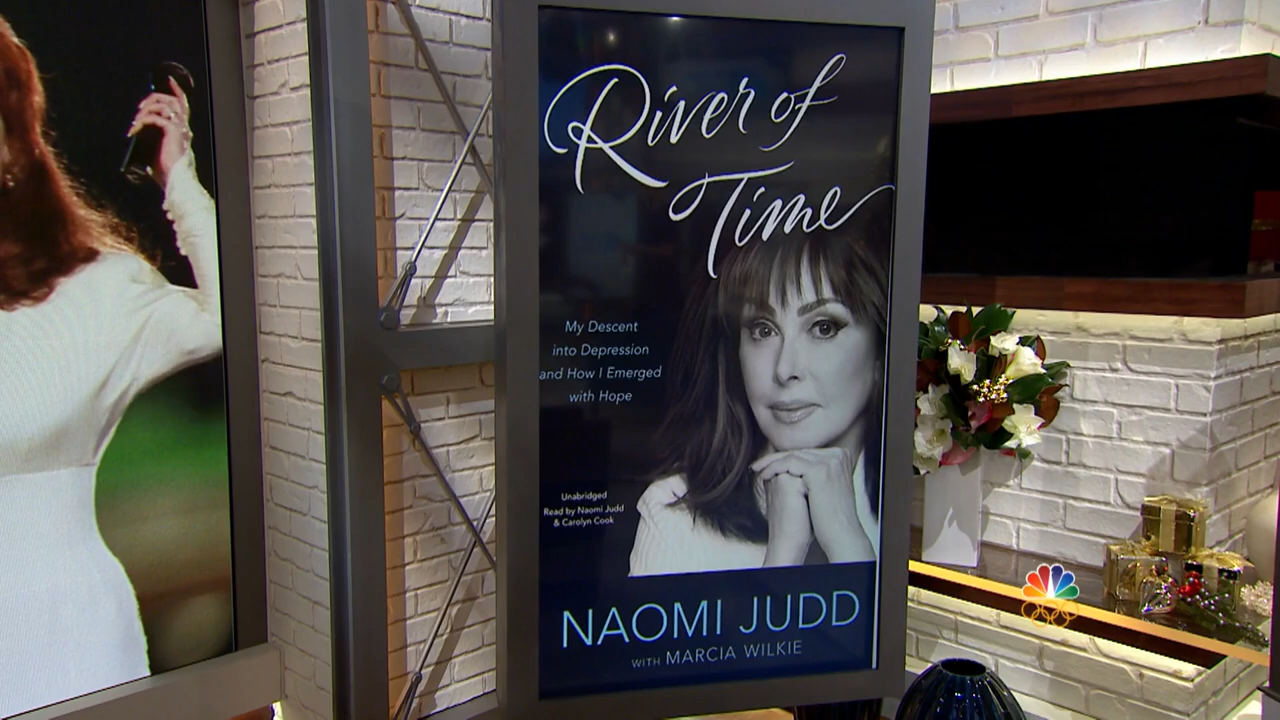 River of
Time
My Descent
into Depression
and How I Emerged
with Hope
Unabridged
Read by Naomi Judd
& Carolyn Cook
NAOMI JUDD
WITH MARCIA WILKIE